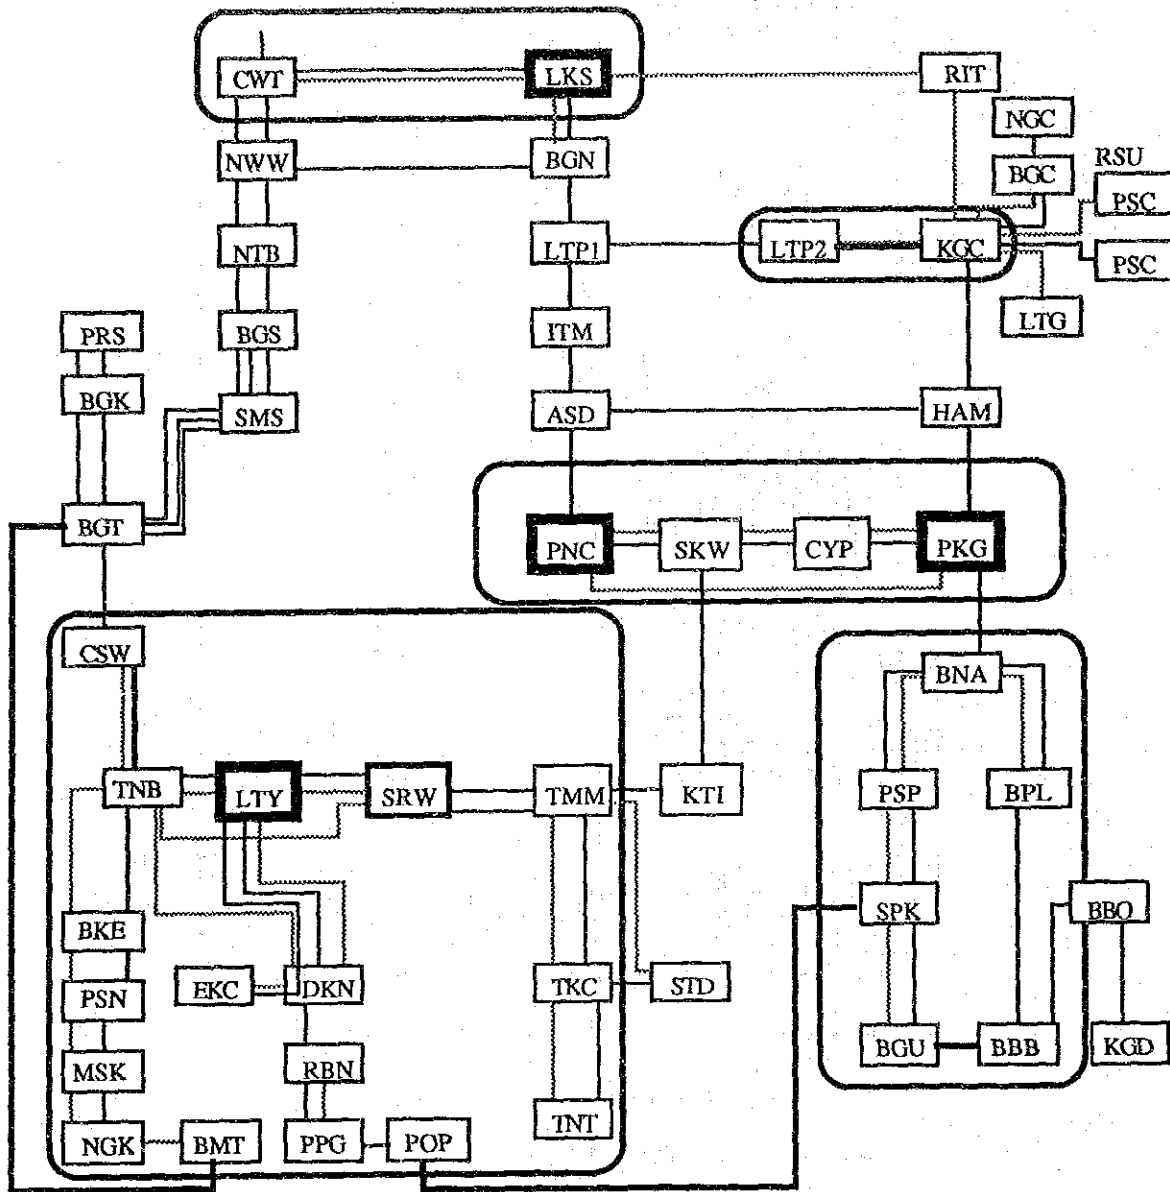 CWT LKS RIT
NGC
NWW BGN BGC RSU
PSC
NTB LTP1 LTP2 KGC PSC
PRS BGS ITM LTG
BGK SMS ASD HAM
BGT PNC SKW CYP PKG
CSW BNA
TNB LTY SRW TMM KTI PSP BPL
BKE SPK BBO
PSN EKC DKN TKC STD
MSK RBN BGU BBB KGD
NGK BMT PPG POP TNT